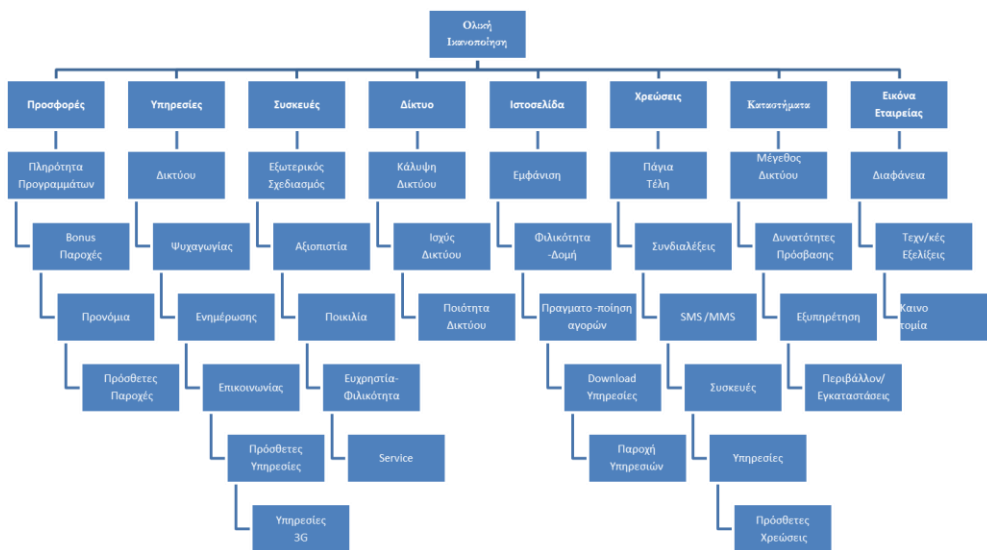 Ολική
Ικανοποίηση
Προσφορές
Υπηρεσίες
Συσκευές
Δίκτυο
Ιστοσελίδα
Χρεώσεις
Καταστήματα
Εικόνα
Εταιρείας
Πληρότητα
Προγραμμάτων
Δικτύου
Εξωτερικός
Σχεδιασμός
Κάλυψη
Δικτύου
Εμφάνιση
Πάγια
Τέλη
Μέγεθος
Δικτύου
Διαφάνεια
Bonus
Παροχές
Ψυχαγωγίας
Αξιοπιστία
Ισχύς
Δικτύου
Φιλικότητα
-Δομή
Συνδιαλέξεις
Δυνατότητες
Πρόσβασης
Τεχν/κές
Εξελίξεις
Προνόμια
Ενημέρωσης
Ποικιλία
Ποιότητα
Δικτύου
Πραγματο -ποίηση
αγορών
SMS /MMS
Εξυπηρέτηση
Καινο
τομία
Πρόσθετες
Παροχές
Επικοινωνίας
Ευχρηστία-
Φιλικότητα
Download
Υπηρεσίες
Συσκευές
Περιβάλλον/
Εγκαταστάσεις
Πρόσθετες
Υπηρεσίες
Service
Παροχή
Υπηρεσιών
Υπηρεσίες
Υπηρεσίες
3G
Πρόσθετες
Χρεώσεις